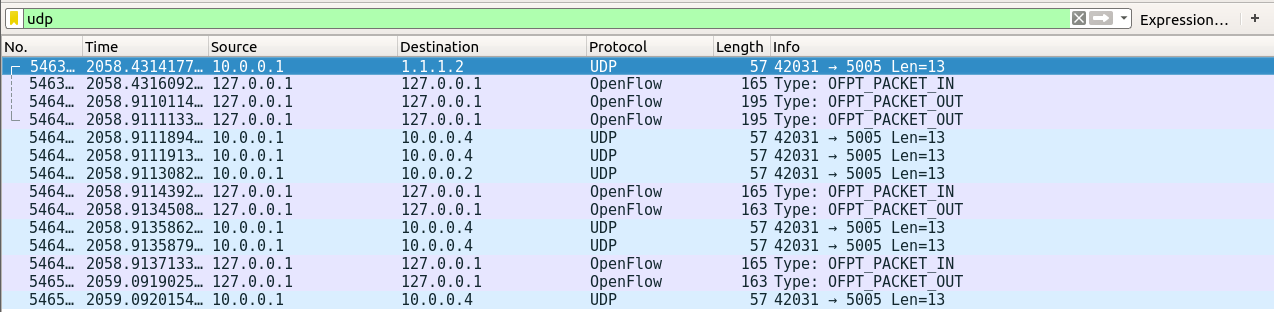 udp Expression… +
No. Time Source Destination Protocol Length Info
5463… 2058.4314177… 10.0.0.1 1.1.1.2 UDP 57 42031 → 5005 Len=13
5463… 2058.4316092… 127.0.0.1 127.0.0.1 OpenFlow 165 Type: OFPT_PACKET_IN
5464… 2058.9110114… 127.0.0.1 127.0.0.1 OpenFlow 195 Type: OFPT_PACKET_OUT
5464… 2058.9111133… 127.0.0.1 127.0.0.1 OpenFlow 195 Type: OFPT_PACKET_OUT
5464… 2058.9111894… 10.0.0.1 10.0.0.4 UDP 57 42031 → 5005 Len=13
5464… 2058.9111913… 10.0.0.1 10.0.0.4 UDP 57 42031 → 5005 Len=13
5464… 2058.9113082… 10.0.0.1 10.0.0.2 UDP 57 42031 → 5005 Len=13
5464… 2058.9114392… 127.0.0.1 127.0.0.1 OpenFlow 165 Type: OFPT_PACKET_IN
5464… 2058.9134508… 127.0.0.1 127.0.0.1 OpenFlow 163 Type: OFPT_PACKET_OUT
5464… 2058.9135862… 10.0.0.1 10.0.0.4 UDP 57 42031 → 5005 Len=13
5464… 2058.9135879… 10.0.0.1 10.0.0.4 UDP 57 42031 → 5005 Len=13
5464… 2058.9137133… 127.0.0.1 127.0.0.1 OpenFlow 165 Type: OFPT_PACKET_IN
5465… 2059.0919025… 127.0.0.1 127.0.0.1 OpenFlow 163 Type: OFPT_PACKET_OUT
5465… 2059.0920154… 10.0.0.1 10.0.0.4 UDP 57 42031 → 5005 Len=13